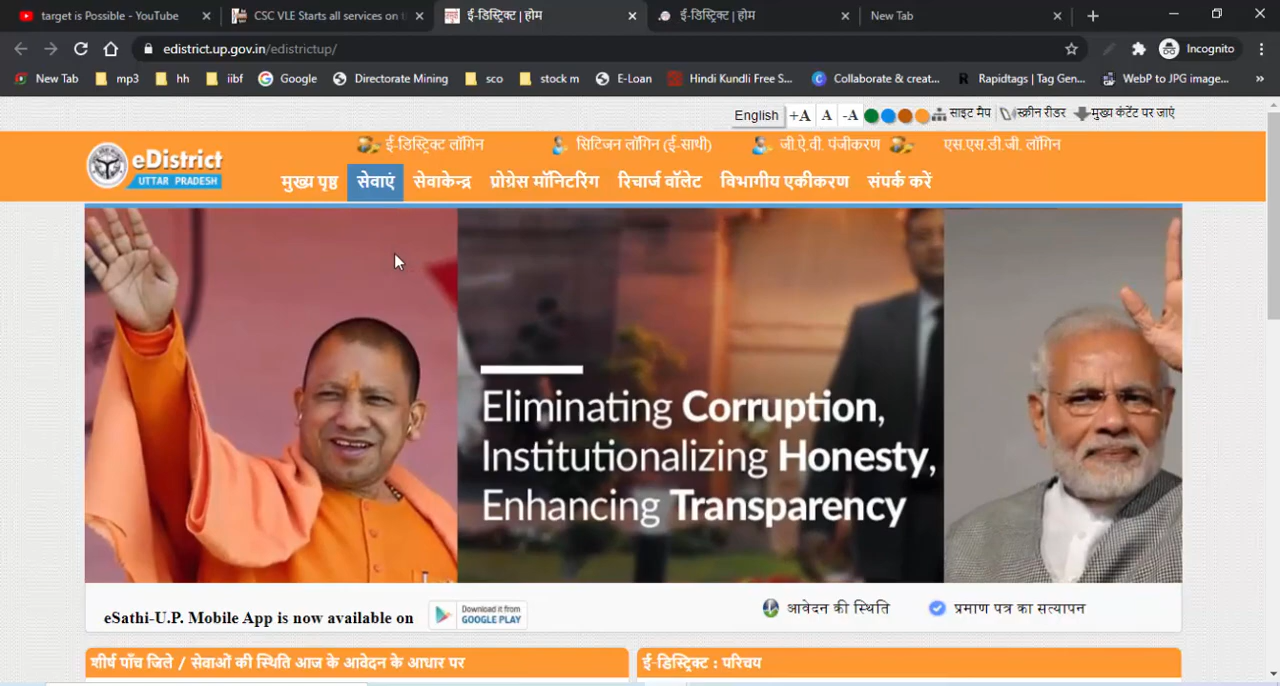 target is Possible - YouTube
CSC VLE Starts all services on t
ई-डिस्ट्रिक्ट | होम
ई-डिस्ट्रिक्ट | होम
New Tab
edistrict.up.gov.in/edistrictup/
Incognito
New Tab
mp3
hh
iibf
Google
Directorate Mining
sco
stock m
E-Loan
Hindi Kundli Free S...
Collaborate & creat...
Rapidtags | Tag Gen...
WebP to JPG image...
»
English +A A -A साइट मैप स्क्रीन रीडर मुख्य कंटेंट पर जाएं
ई-डिस्ट्रिक्ट लॉगिन सिटिजन लॉगिन (ई-साथी) जी.ऐ.वी. पंजीकरण एस.एस.डी.जी. लॉगिन
eDistrict
UTTAR PRADESH
मुख्य पृष्ठ सेवाएं सेवाकेन्द्र प्रोग्रेस मॉनिटरिंग रिचार्ज वॉलेट विभागीय एकीकरण संपर्क करें
Eliminating Corruption,
Institutionalizing Honesty,
Enhancing Transparency
eSathi-U.P. Mobile App is now available on
Download it from
GOOGLE PLAY
आवेदन की स्थिति
प्रमाण पत्र का सत्यापन
शीर्ष पाँच जिले / सेवाओं की स्थिति आज के आवेदन के आधार पर
ई-डिस्ट्रिक्ट : परिचय